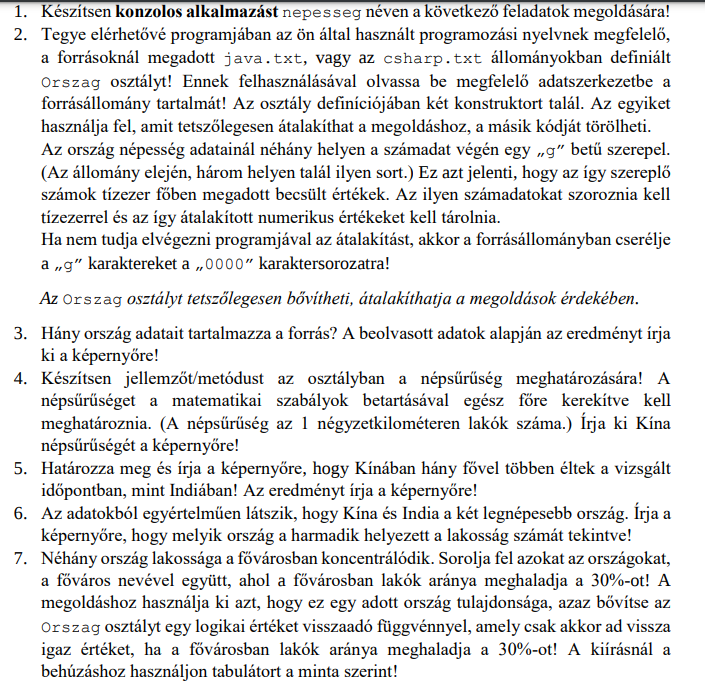 1. Készítsen konzolos alkalmazást nepesseg néven a következő feladatok megoldására!
2. Tegye elérhetővé programjában az ön által használt programozási nyelvnek megfelelő,
a forrásoknál megadott java.txt, vagy az csharp.txt állományokban definiált
Orszag osztályt! Ennek felhasználásával olvassa be megfelelő adatszerkezetbe a
forrásállomány tartalmát! Az osztály definíciójában két konstruktort talál. Az egyiket
használja fel, amit tetszőlegesen átalakíthat a megoldáshoz, a másik kódját törölheti.
Az ország népesség adatainál néhány helyen a számadat végén egy „g” betű szerepel.
(Az állomány elején, három helyen talál ilyen sort.) Ez azt jelenti, hogy az így szereplő
számok tízezer főben megadott becsült értékek. Az ilyen számadatokat szoroznia kell
tízezerrel és az így átalakított numerikus értékeket kell tárolnia.
Ha nem tudja elvégezni programjával az átalakítást, akkor a forrásállományban cserélje
a „g” karaktereket a „0000” karaktersorozatra!
Az Orszag osztályt tetszőlegesen bővítheti, átalakíthatja a megoldások érdekében.
3. Hány ország adatait tartalmazza a forrás? A beolvasott adatok alapján az eredményt írja
ki a képernyőre!
4. Készítsen jellemzőt/metódust az osztályban a népsűrűség meghatározására! A
népsűrűséget a matematikai szabályok betartásával egész főre kerekítve kell
meghatároznia. (A népsűrűség az 1 négyzetkilométeren lakók száma.) Írja ki Kína
népsűrűségét a képernyőre!
5. Határozza meg és írja a képernyőre, hogy Kínában hány fővel többen éltek a vizsgált
időpontban, mint Indiában! Az eredményt írja a képernyőre!
6. Az adatokból egyértelműen látszik, hogy Kína és India a két legnépesebb ország. Írja a
képernyőre, hogy melyik ország a harmadik helyezett a lakosság számát tekintve!
7. Néhány ország lakossága a fővárosban koncentrálódik. Sorolja fel azokat az országokat,
a főváros nevével együtt, ahol a fővárosban lakók aránya meghaladja a 30%-ot! A
megoldáshoz használja ki azt, hogy ez egy adott ország tulajdonsága, azaz bővítse az
Orszag osztályt egy logikai értéket visszaadó függvénnyel, amely csak akkor ad vissza
igaz értéket, ha a fővárosban lakók aránya meghaladja a 30%-ot! A kiírásnál a
behúzáshoz használjon tabulátort a minta szerint!